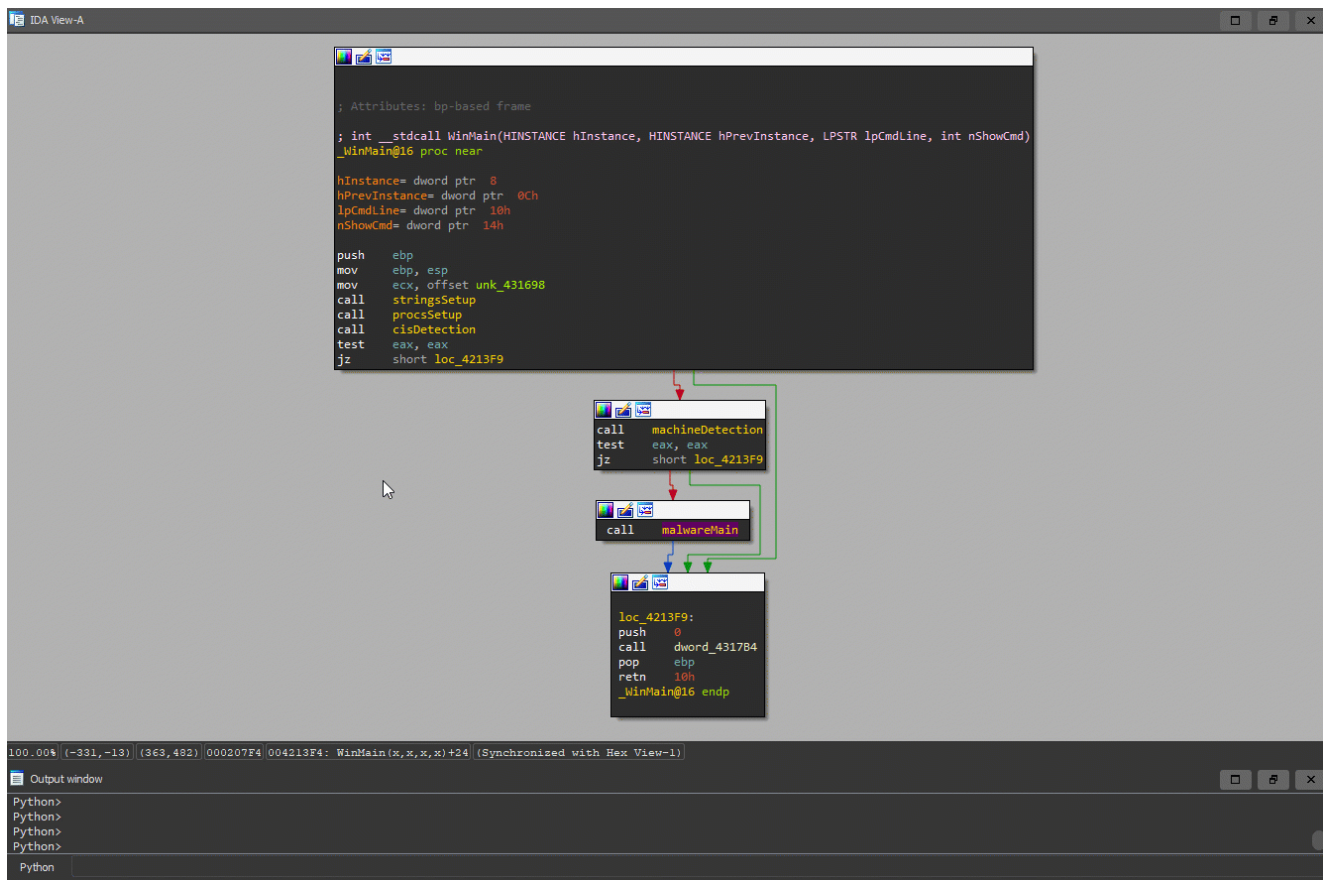 IDA View-A
; Attributes: bp-based frame
; int __stdcall WinMain(HINSTANCE hInstance, HINSTANCE hPrevInstance, LPSTR lpCmdLine, int nShowCmd)
_WinMain@16 proc near
hInstance= dword ptr  8
hPrevInstance= dword ptr  0Ch
lpCmdLine= dword ptr  10h
nShowCmd= dword ptr  14h
push    ebp
mov     ebp, esp
mov     ecx, offset unk_431698
call    stringsSetup
call    procsSetup
call    cisDetection
test    eax, eax
jz      short loc_4213F9
call    machineDetection
test    eax, eax
jz      short loc_4213F9
call    malwareMain
loc_4213F9:
push    0
call    dword_4317B4
pop     ebp
retn    10h
_WinMain@16 endp
100.00% (-331,-13) (363,482) 000207F4 004213F4: WinMain(x,x,x,x)+24 (Synchronized with Hex View-1)
Output window
Python>
Python>
Python>
Python>
Python